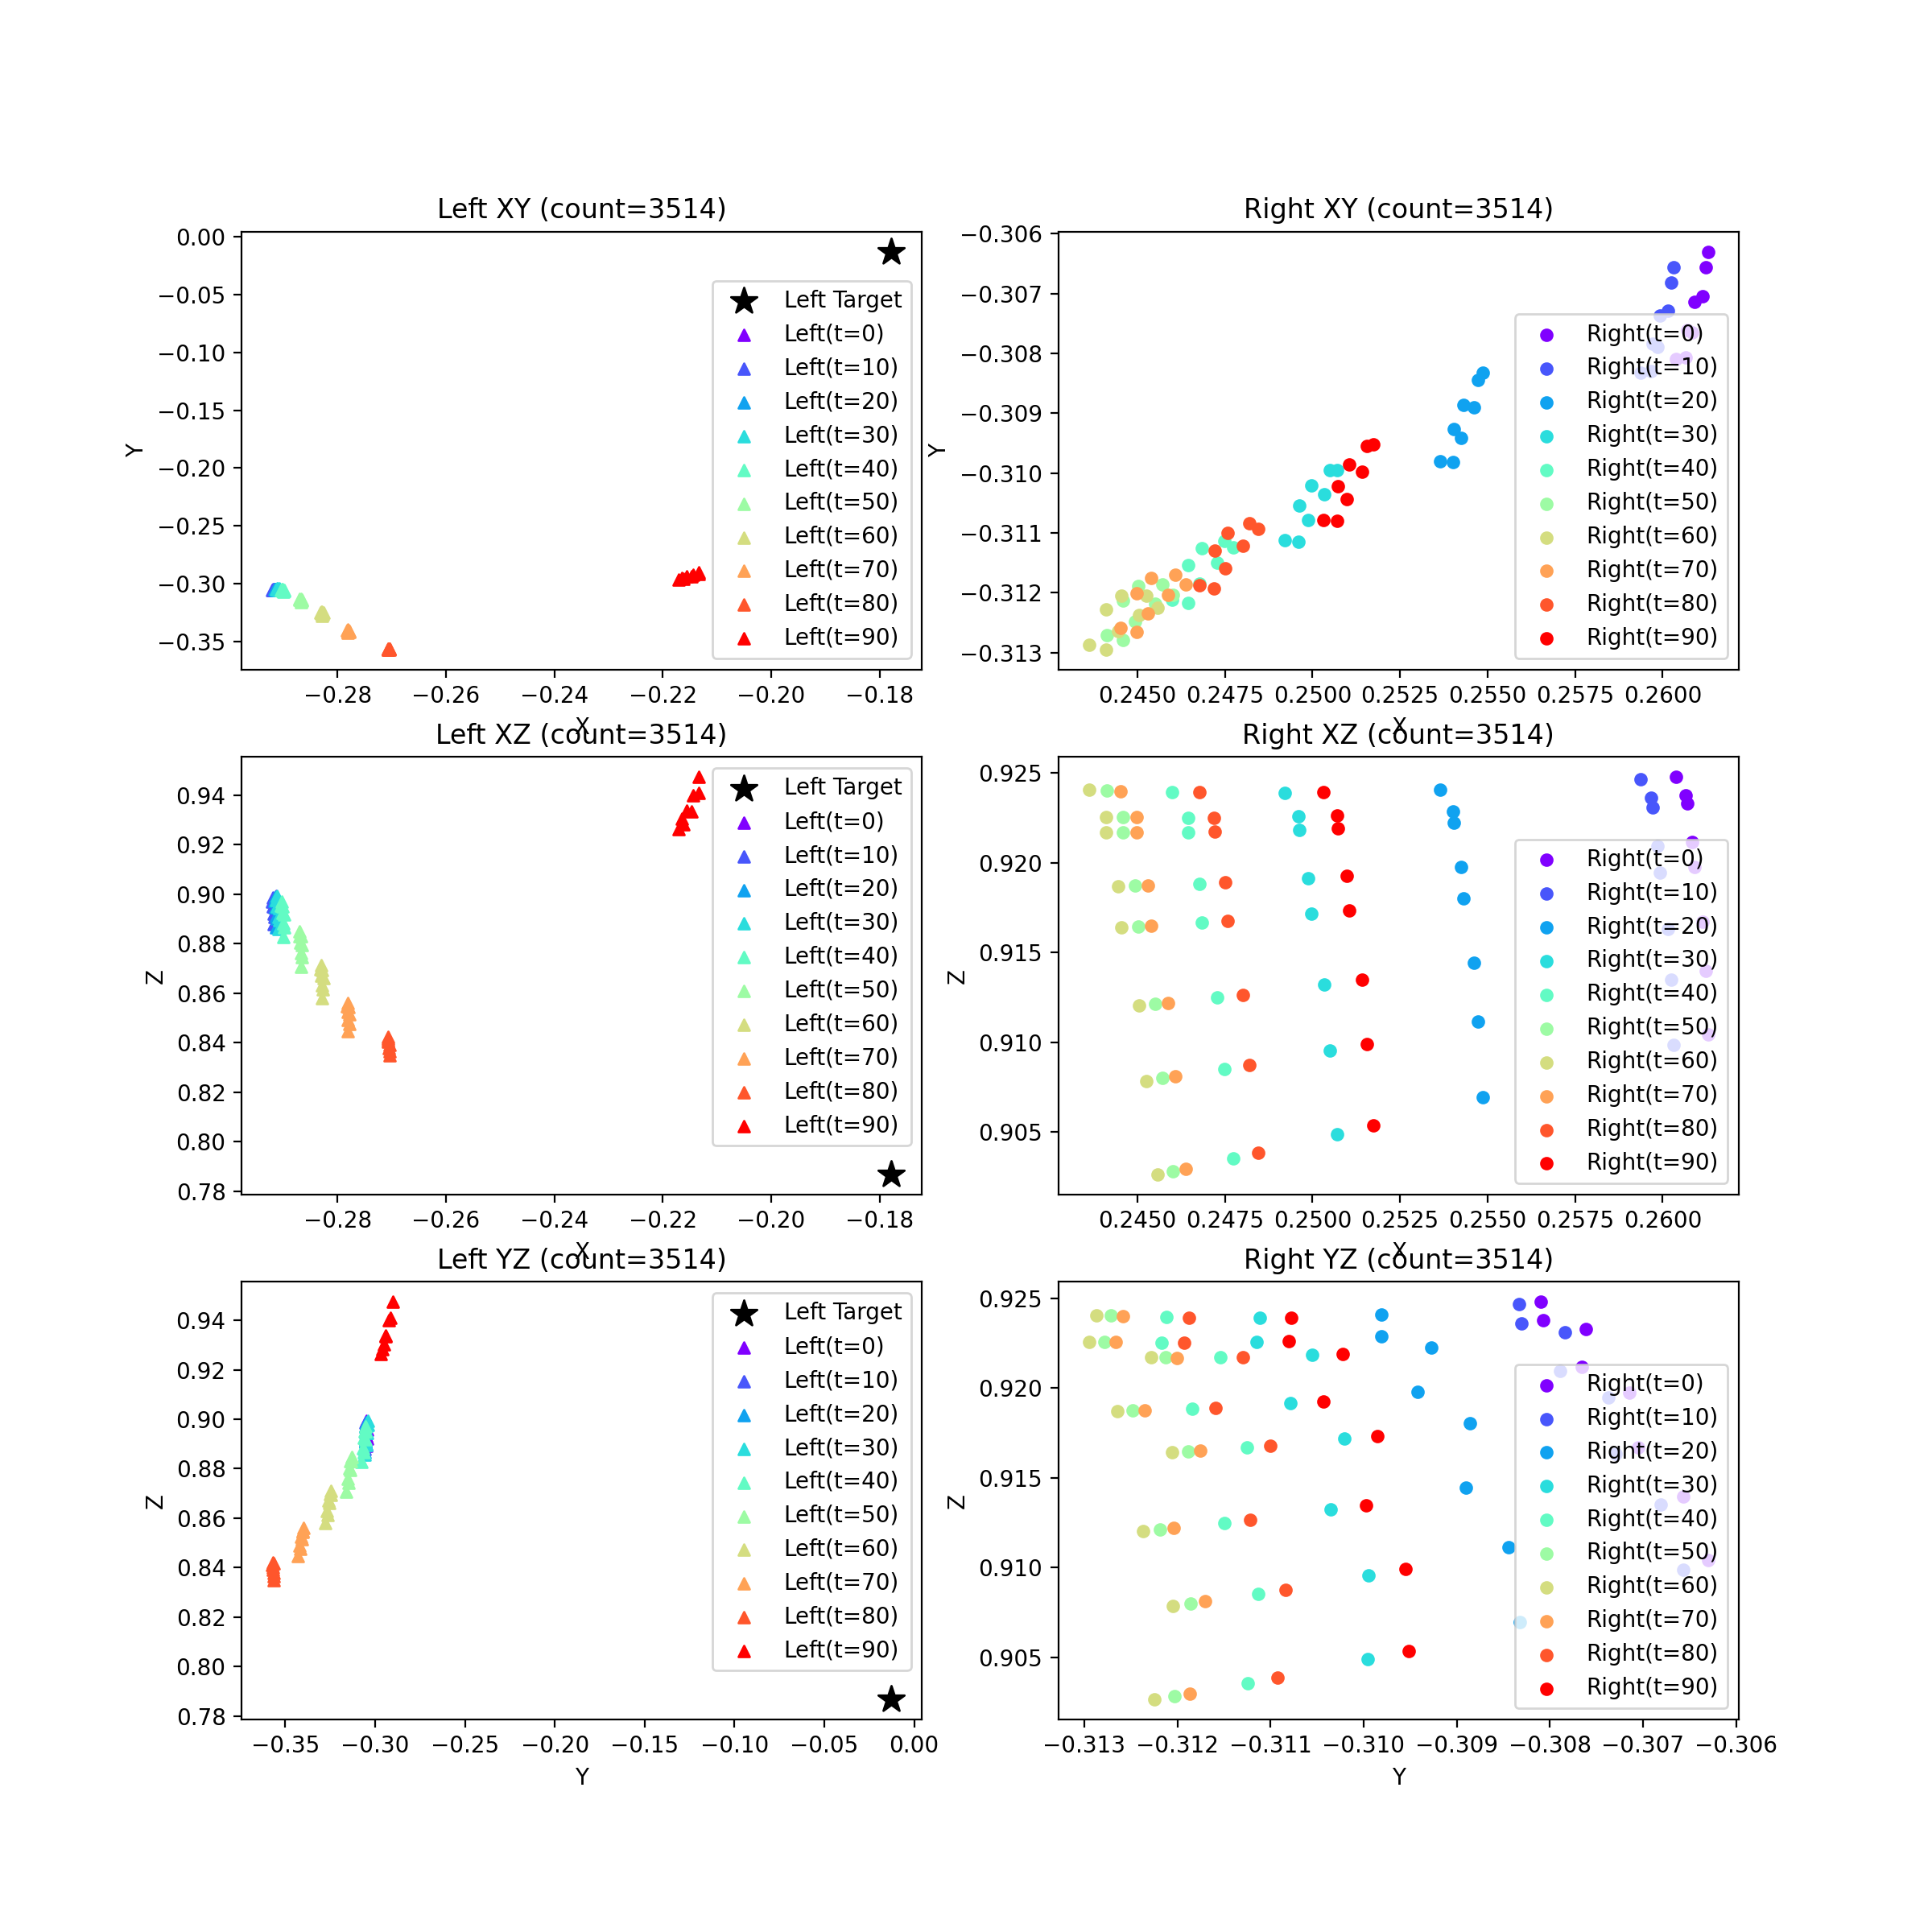 Left XY (count=3514)
0.00
−0.05
−0.10
−0.15
−0.20
−0.25
−0.30
−0.35
Y
Left Target
Left(t=0)
Left(t=10)
Left(t=20)
Left(t=30)
Left(t=40)
Left(t=50)
Left(t=60)
Left(t=70)
Left(t=80)
Left(t=90)
−0.28 −0.26 −0.24 −0.22 −0.20 −0.18
X
Right XY (count=3514)
−0.306
−0.307
−0.308
−0.309
−0.310
−0.311
−0.312
−0.313
Y
Right(t=0)
Right(t=10)
Right(t=20)
Right(t=30)
Right(t=40)
Right(t=50)
Right(t=60)
Right(t=70)
Right(t=80)
Right(t=90)
0.2450 0.2475 0.2500 0.2525 0.2550 0.2575 0.2600
X
Left XZ (count=3514)
0.94
0.92
0.90
0.88
0.86
0.84
0.82
0.80
0.78
Z
Left Target
Left(t=0)
Left(t=10)
Left(t=20)
Left(t=30)
Left(t=40)
Left(t=50)
Left(t=60)
Left(t=70)
Left(t=80)
Left(t=90)
−0.28 −0.26 −0.24 −0.22 −0.20 −0.18
X
Right XZ (count=3514)
0.925
0.920
0.915
0.910
0.905
Z
Right(t=0)
Right(t=10)
Right(t=20)
Right(t=30)
Right(t=40)
Right(t=50)
Right(t=60)
Right(t=70)
Right(t=80)
Right(t=90)
0.2450 0.2475 0.2500 0.2525 0.2550 0.2575 0.2600
X
Left YZ (count=3514)
0.94
0.92
0.90
0.88
0.86
0.84
0.82
0.80
0.78
Z
Left Target
Left(t=0)
Left(t=10)
Left(t=20)
Left(t=30)
Left(t=40)
Left(t=50)
Left(t=60)
Left(t=70)
Left(t=80)
Left(t=90)
−0.35 −0.30 −0.25 −0.20 −0.15 −0.10 −0.05 0.00
Y
Right YZ (count=3514)
0.925
0.920
0.915
0.910
0.905
Z
Right(t=0)
Right(t=10)
Right(t=20)
Right(t=30)
Right(t=40)
Right(t=50)
Right(t=60)
Right(t=70)
Right(t=80)
Right(t=90)
−0.313 −0.312 −0.311 −0.310 −0.309 −0.308 −0.307 −0.306
Y